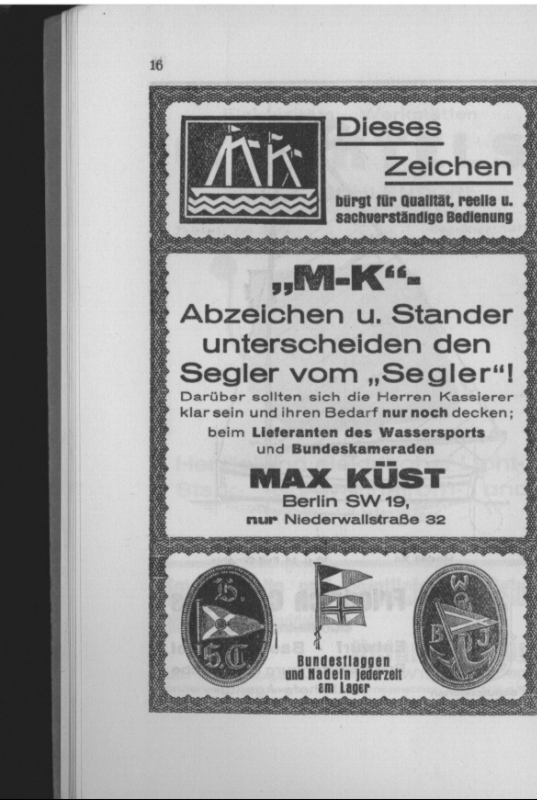 16
MK
Dieses
Zeichen
bürgt für Qualität, reelle u.
sachverständige Bedienung
„M-K“-
Abzeichen u. Stander
unterscheiden den
Segler vom „Segler“!
Darüber sollten sich die Herren Kassierer
klar sein und ihren Bedarf nur noch decken;
beim Lieferanten des Wassersports
und Bundeskameraden
MAX KÜST
Berlin SW 19,
nur Niederwallstraße 32
S.C.
B J
Bundesflaggen
und Nadeln jederzeit
am Lager